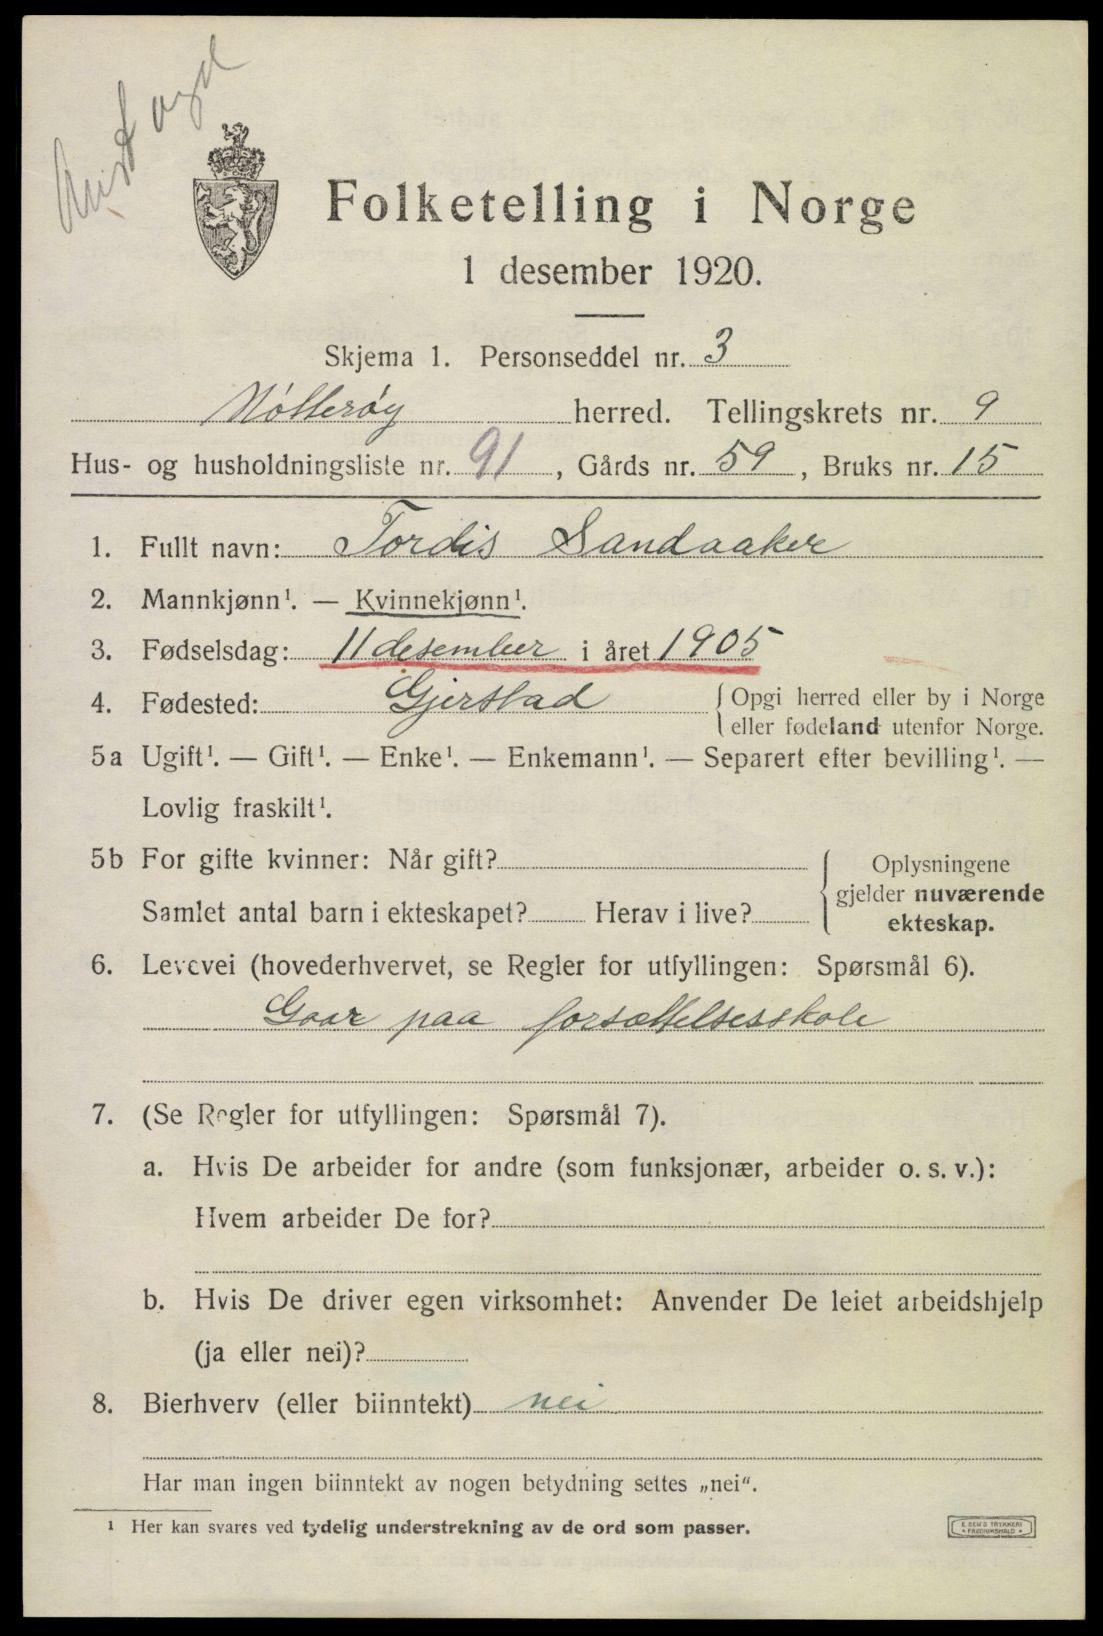 Folketelling i Norge
1 desember 1920.
Skjema 1. Personseddel nr. 3
Nøtterøy herred. Tellingskrets nr. 9
Hus- og husholdningsliste nr. 91, Gårds nr. 59, Bruks nr. 15
1. Fullt navn: Tordis Sandaaker
2. Mannkjønn¹. — Kvinnekjønn¹.
3. Fødselsdag: 11 desember i året 1905
4. Fødested: Gjerstad { Opgi herred eller by i Norge
eller fødeland utenfor Norge.
5a Ugift¹. — Gift¹. — Enke¹. — Enkemann¹. — Separert efter bevilling¹. —
Lovlig fraskilt¹.
5b For gifte kvinner: Når gift?
Samlet antal barn i ekteskapet? Herav i live?
Oplysningene
gjelder nuværende
ekteskap.
6. Levevei (hovederhvervet, se Regler for utfyllingen: Spørsmål 6).
Gaar paa forsættelsesskole
7. (Se Regler for utfyllingen: Spørsmål 7).
a. Hvis De arbeider for andre (som funksjonær, arbeider o. s. v.):
Hvem arbeider De for?
b. Hvis De driver egen virksomhet: Anvender De leiet arbeidshjelp
(ja eller nei)?
8. Bierhverv (eller biinntekt) nei
Har man ingen biinntekt av nogen betydning settes „nei".
¹ Her kan svares ved tydelig understrekning av de ord som passer.
E. SEM'S TRYKKERI
FREDRIKSHALD